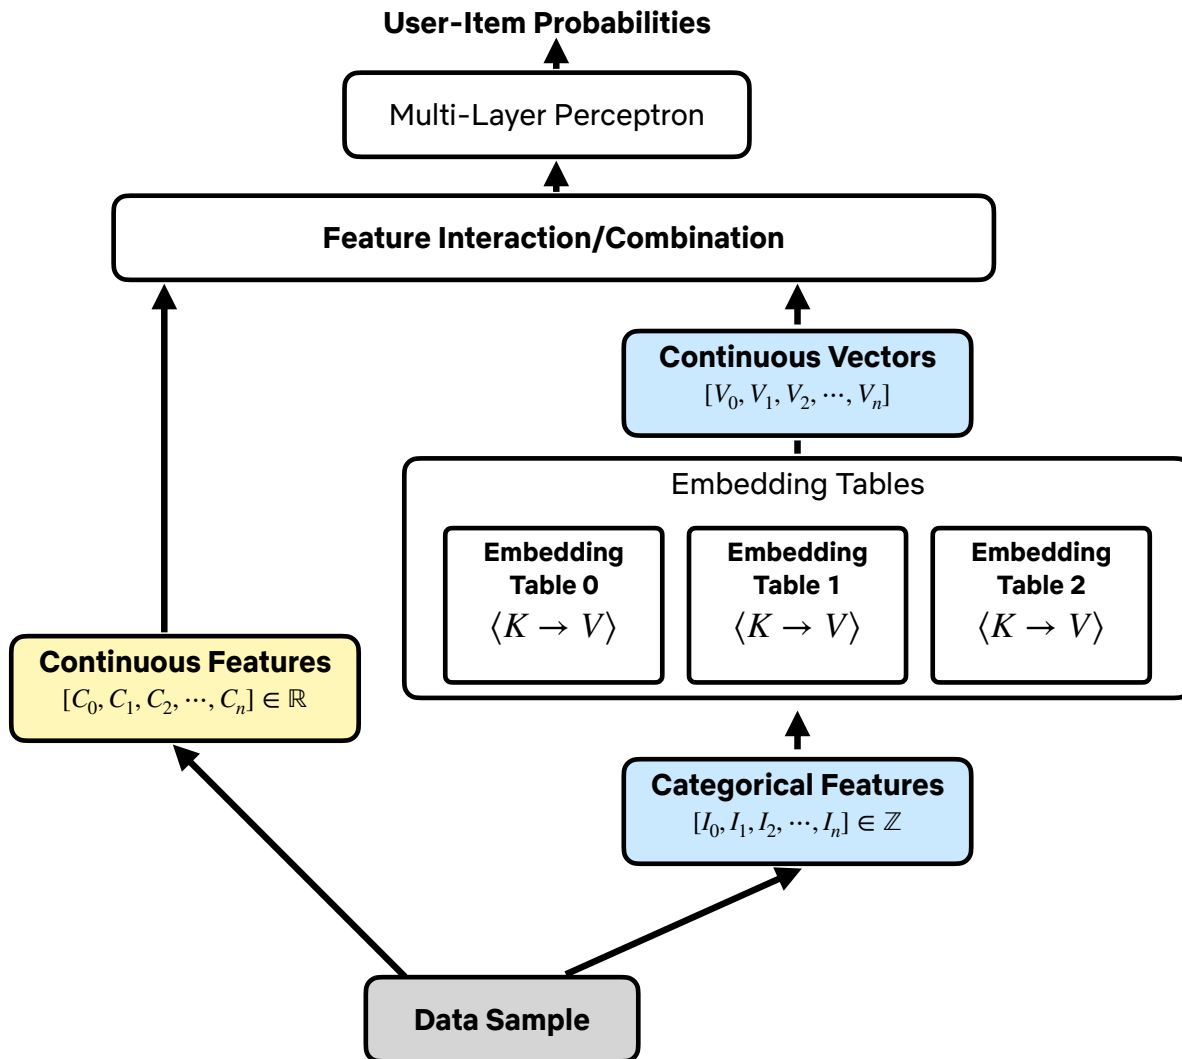 User-Item Probabilities
Multi-Layer Perceptron
Feature Interaction/Combination
Continuous Vectors
[V₀, V₁, V₂, ⋯, Vₙ]
Embedding Tables
Embedding
Table 0
⟨K → V⟩
Embedding
Table 1
⟨K → V⟩
Embedding
Table 2
⟨K → V⟩
Continuous Features
[C₀, C₁, C₂, ⋯, Cₙ] ∈ ℝ
Categorical Features
[I₀, I₁, I₂, ⋯, Iₙ] ∈ ℤ
Data Sample